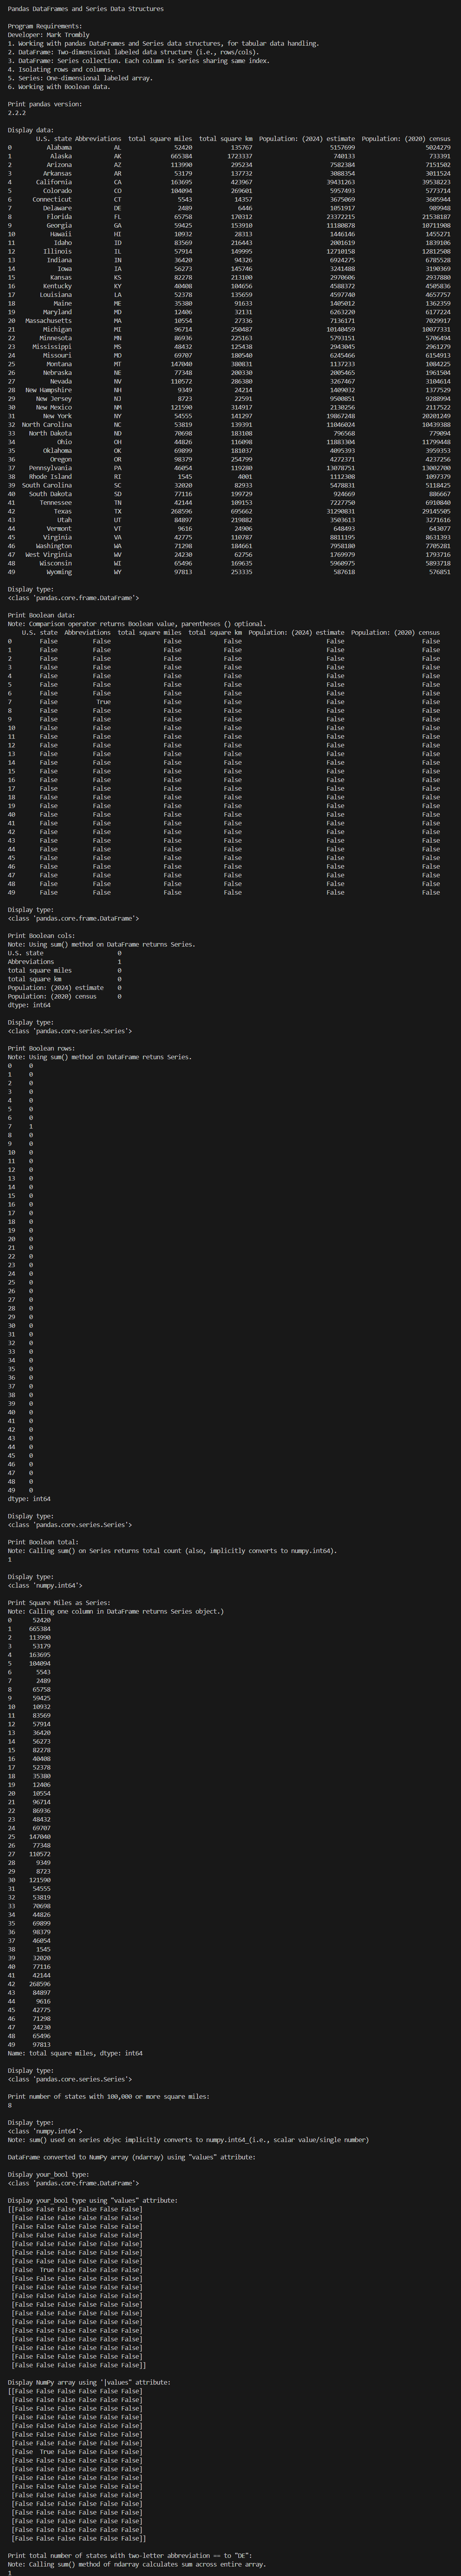 Pandas DataFrames and Series Data Structures
Program Requirements:
Developer: Mark Trombly
1. Working with pandas DataFrames and Series data structures, for tabular data handling.
2. DataFrame: Two-dimensional labeled data structure (i.e., rows/cols).
3. DataFrame: Series collection. Each column is Series sharing same index.
4. Isolating rows and columns.
5. Series: One-dimensional labeled array.
6. Working with Boolean data.
Print pandas version:
2.2.2
Display data:
U.S. state Abbreviations total square miles total square km Population: (2024) estimate Population: (2020) census
0 Alabama AL 52420 135767 5157699 5024279
1 Alaska AK 665384 1723337 740133 733391
2 Arizona AZ 113990 295234 7582384 7151502
3 Arkansas AR 53179 137732 3088354 3011524
4 California CA 163695 423967 39431263 39538223
5 Colorado CO 104094 269601 5957493 5773714
6 Connecticut CT 5543 14357 3675069 3605944
7 Delaware DE 2489 6446 1051917 989948
8 Florida FL 65758 170312 23372215 21538187
9 Georgia GA 59425 153910 11180878 10711908
10 Hawaii HI 10932 28313 1446146 1455271
11 Idaho ID 83569 216443 2001619 1839106
12 Illinois IL 57914 149995 12710158 12812508
13 Indiana IN 36420 94326 6924275 6785528
14 Iowa IA 56273 145746 3241488 3190369
15 Kansas KS 82278 213100 2970606 2937880
16 Kentucky KY 40408 104656 4588372 4505836
17 Louisiana LA 52378 135659 4597740 4657757
18 Maine ME 35380 91633 1405012 1362359
19 Maryland MD 12406 32131 6263220 6177224
20 Massachusetts MA 10554 27336 7136171 7029917
21 Michigan MI 96714 250487 10140459 10077331
22 Minnesota MN 86936 225163 5793151 5706494
23 Mississippi MS 48432 125438 2943045 2961279
24 Missouri MO 69707 180540 6245466 6154913
25 Montana MT 147040 380831 1137233 1084225
26 Nebraska NE 77348 200330 2005465 1961504
27 Nevada NV 110572 286380 3267467 3104614
28 New Hampshire NH 9349 24214 1409032 1377529
29 New Jersey NJ 8723 22591 9500851 9288994
30 New Mexico NM 121590 314917 2130256 2117522
31 New York NY 54555 141297 19867248 20201249
32 North Carolina NC 53819 139391 11046024 10439388
33 North Dakota ND 70698 183108 796568 779094
34 Ohio OH 44826 116098 11883304 11799448
35 Oklahoma OK 69899 181037 4095393 3959353
36 Oregon OR 98379 254799 4272371 4237256
37 Pennsylvania PA 46054 119280 13078751 13002700
38 Rhode Island RI 1545 4001 1112308 1097379
39 South Carolina SC 32020 82933 5478831 5118425
40 South Dakota SD 77116 199729 924669 886667
41 Tennessee TN 42144 109153 7227750 6910840
42 Texas TX 268596 695662 31290831 29145505
43 Utah UT 84897 219882 3503613 3271616
44 Vermont VT 9616 24906 648493 643077
45 Virginia VA 42775 110787 8811195 8631393
46 Washington WA 71298 184661 7958180 7705281
47 West Virginia WV 24230 62756 1769979 1793716
48 Wisconsin WI 65496 169635 5960975 5893718
49 Wyoming WY 97813 253335 587618 576851
Display type:
<class 'pandas.core.frame.DataFrame'>
Print Boolean data:
Note: Comparison operator returns Boolean value, parentheses () optional.
U.S. state Abbreviations total square miles total square km Population: (2024) estimate Population: (2020) census
0 False False False False False False
1 False False False False False False
2 False False False False False False
3 False False False False False False
4 False False False False False False
5 False False False False False False
6 False False False False False False
7 False True False False False False
8 False False False False False False
9 False False False False False False
10 False False False False False False
11 False False False False False False
12 False False False False False False
13 False False False False False False
14 False False False False False False
15 False False False False False False
16 False False False False False False
17 False False False False False False
18 False False False False False False
19 False False False False False False
40 False False False False False False
41 False False False False False False
42 False False False False False False
43 False False False False False False
44 False False False False False False
45 False False False False False False
46 False False False False False False
47 False False False False False False
48 False False False False False False
49 False False False False False False
Display type:
<class 'pandas.core.frame.DataFrame'>
Print Boolean cols:
Note: Using sum() method on DataFrame returns Series.
U.S. state 0
Abbreviations 1
total square miles 0
total square km 0
Population: (2024) estimate 0
Population: (2020) census 0
dtype: int64
Display type:
<class 'pandas.core.series.Series'>
Print Boolean rows:
Note: Using sum() method on DataFrame retuns Series.
0 0
1 0
2 0
3 0
4 0
5 0
6 0
7 1
8 0
9 0
10 0
11 0
12 0
13 0
14 0
15 0
16 0
17 0
18 0
19 0
20 0
21 0
22 0
23 0
24 0
25 0
26 0
27 0
28 0
29 0
30 0
31 0
32 0
33 0
34 0
35 0
36 0
37 0
38 0
39 0
40 0
41 0
42 0
43 0
44 0
45 0
46 0
47 0
48 0
49 0
dtype: int64
Display type:
<class 'pandas.core.series.Series'>
Print Boolean total:
Note: Calling sum() on Series returns total count (also, implicitly converts to numpy.int64).
1
Display type:
<class 'numpy.int64'>
Print Square Miles as Series:
Note: Calling one column in DataFrame returns Series object.)
0 52420
1 665384
2 113990
3 53179
4 163695
5 104094
6 5543
7 2489
8 65758
9 59425
10 10932
11 83569
12 57914
13 36420
14 56273
15 82278
16 40408
17 52378
18 35380
19 12406
20 10554
21 96714
22 86936
23 48432
24 69707
25 147040
26 77348
27 110572
28 9349
29 8723
30 121590
31 54555
32 53819
33 70698
34 44826
35 69899
36 98379
37 46054
38 1545
39 32020
40 77116
41 42144
42 268596
43 84897
44 9616
45 42775
46 71298
47 24230
48 65496
49 97813
Name: total square miles, dtype: int64
Display type:
<class 'pandas.core.series.Series'>
Print number of states with 100,000 or more square miles:
8
Display type:
<class 'numpy.int64'>
Note: sum() used on series objec implicitly converts to numpy.int64_(i.e., scalar value/single number)
DataFrame converted to NumPy array (ndarray) using "values" attribute:
Display your_bool type:
<class 'pandas.core.frame.DataFrame'>
Display your_bool type using "values" attribute:
[[False False False False False False]
[False False False False False False]
[False False False False False False]
[False False False False False False]
[False False False False False False]
[False False False False False False]
[False False False False False False]
[False True False False False False]
[False False False False False False]
[False False False False False False]
[False False False False False False]
[False False False False False False]
[False False False False False False]
[False False False False False False]
[False False False False False False]
[False False False False False False]
[False False False False False False]
[False False False False False False]
[False False False False False False]]
Display NumPy array using '|values" attribute:
[[False False False False False False]
[False False False False False False]
[False False False False False False]
[False False False False False False]
[False False False False False False]
[False False False False False False]
[False False False False False False]
[False True False False False False]
[False False False False False False]
[False False False False False False]
[False False False False False False]
[False False False False False False]
[False False False False False False]
[False False False False False False]
[False False False False False False]
[False False False False False False]
[False False False False False False]
[False False False False False False]]
Print total number of states with two-letter abbreviation == to "DE":
Note: Calling sum() method of ndarray calculates sum across entire array.
1